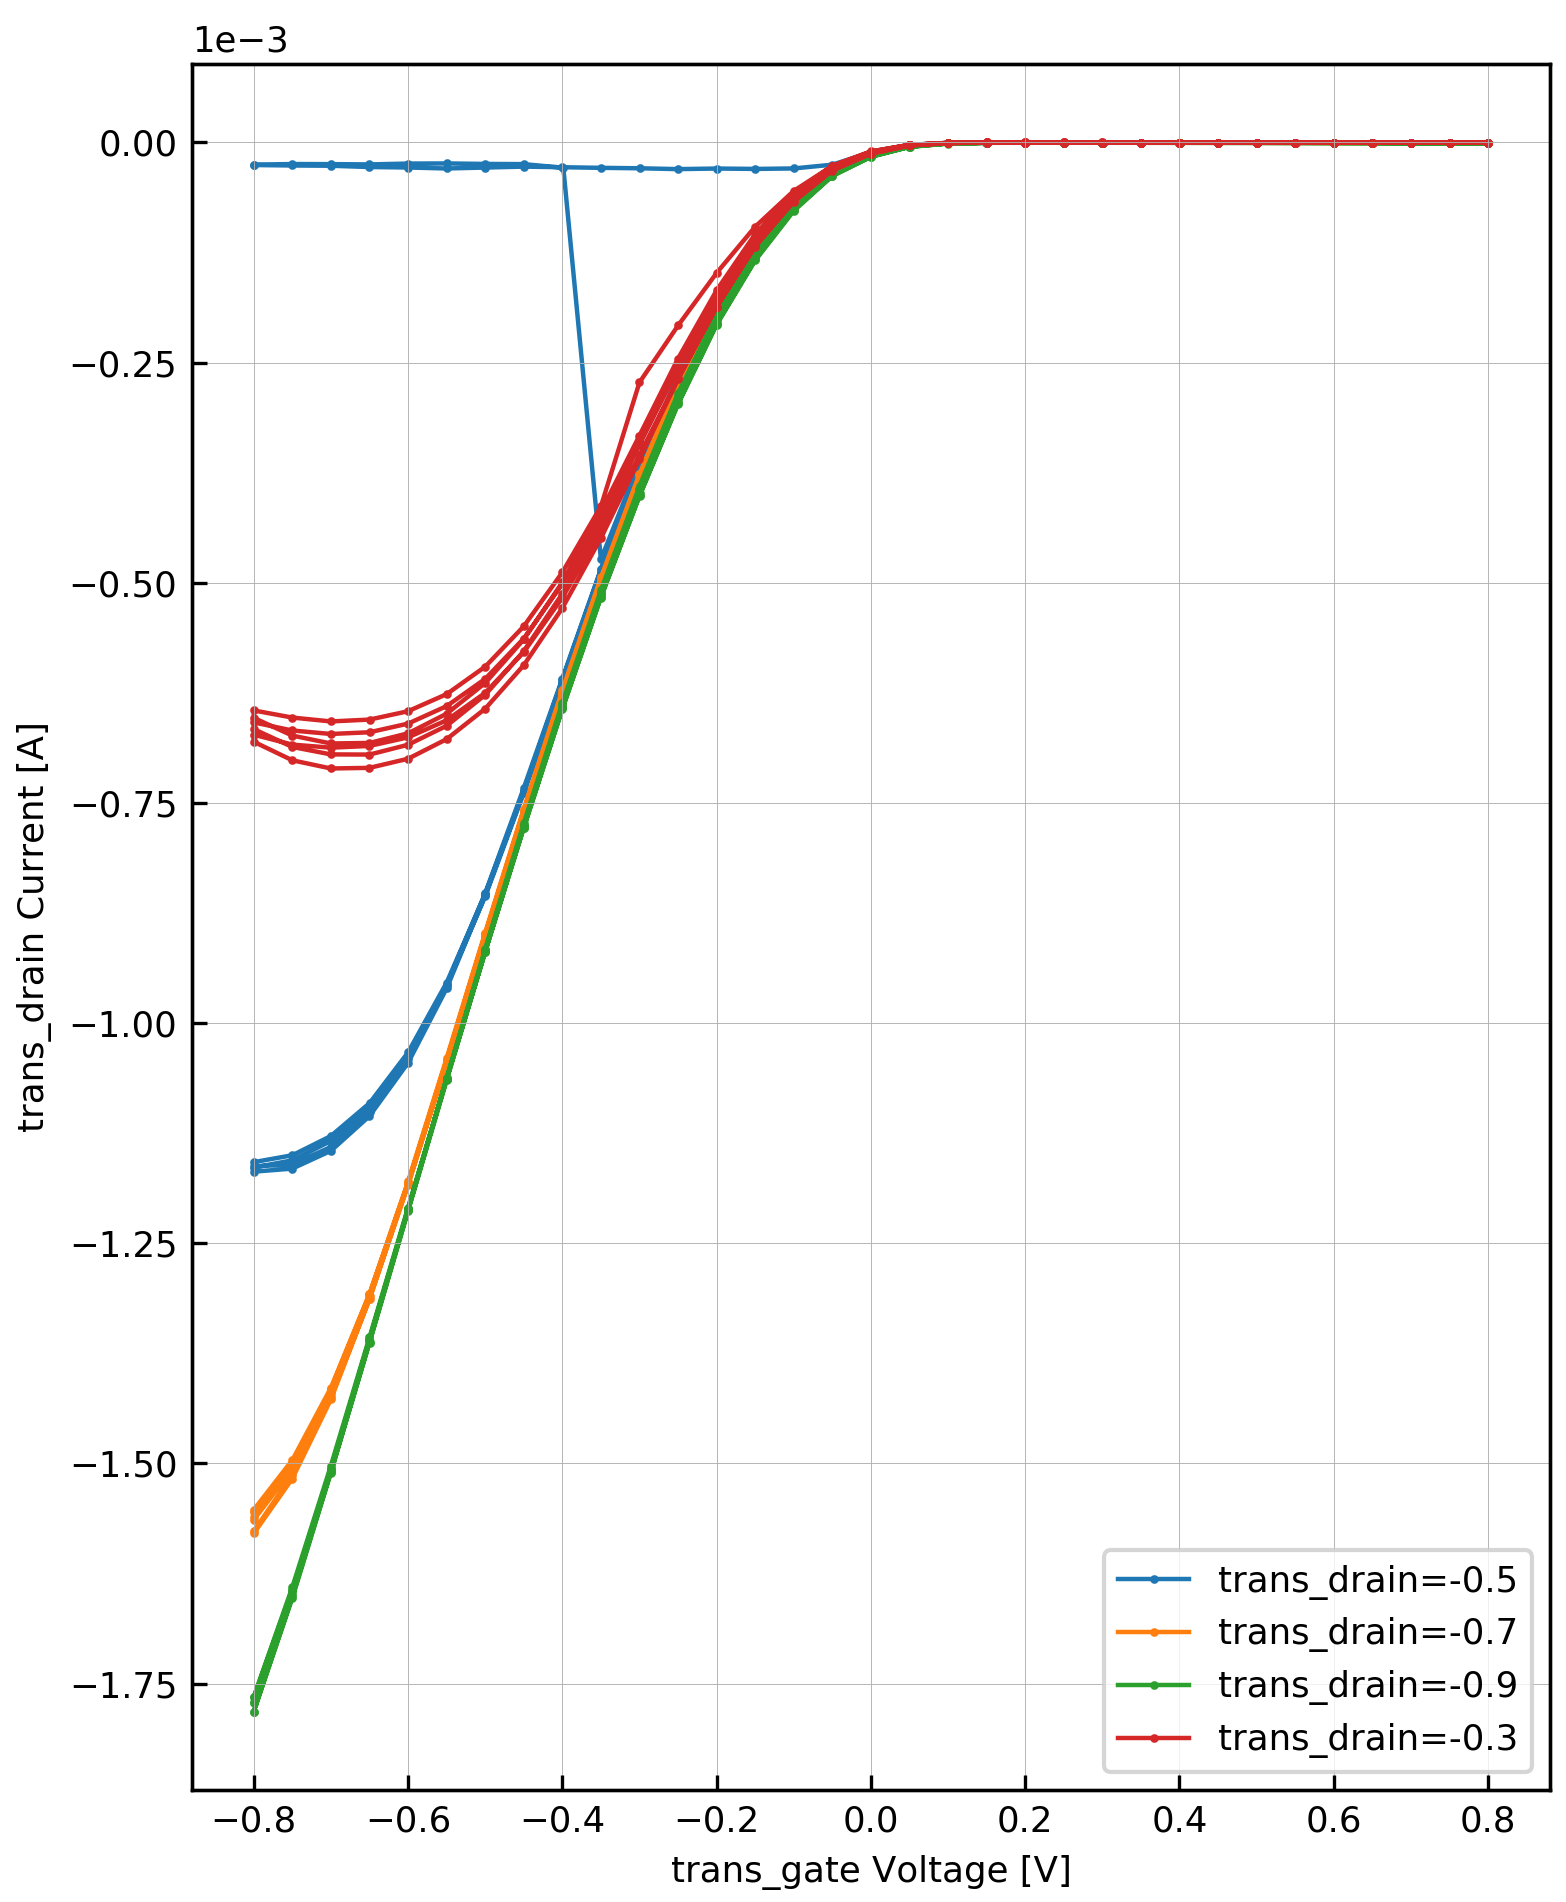 1e−3
0.00
−0.25
−0.50
−0.75
−1.00
−1.25
−1.50
−1.75
trans_drain Current [A]
trans_drain=-0.5
trans_drain=-0.7
trans_drain=-0.9
trans_drain=-0.3
−0.8 −0.6 −0.4 −0.2 0.0 0.2 0.4 0.6 0.8
trans_gate Voltage [V]